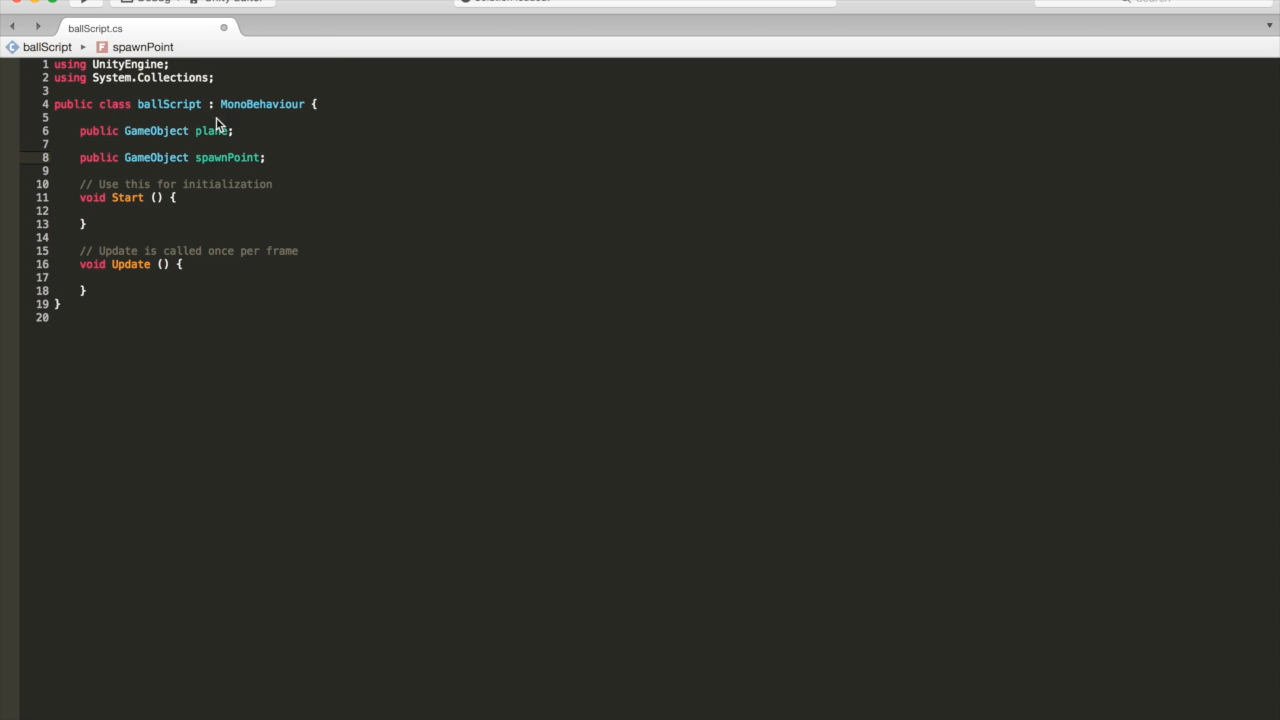 ballScript.cs
ballScript ▸ F spawnPoint
1 using UnityEngine;
2 using System.Collections;
3
4 public class ballScript : MonoBehaviour {
5
6 public GameObject plane;
7
8 public GameObject spawnPoint;
9
10 // Use this for initialization
11 void Start () {
12
13 }
14
15 // Update is called once per frame
16 void Update () {
17
18 }
19 }
20